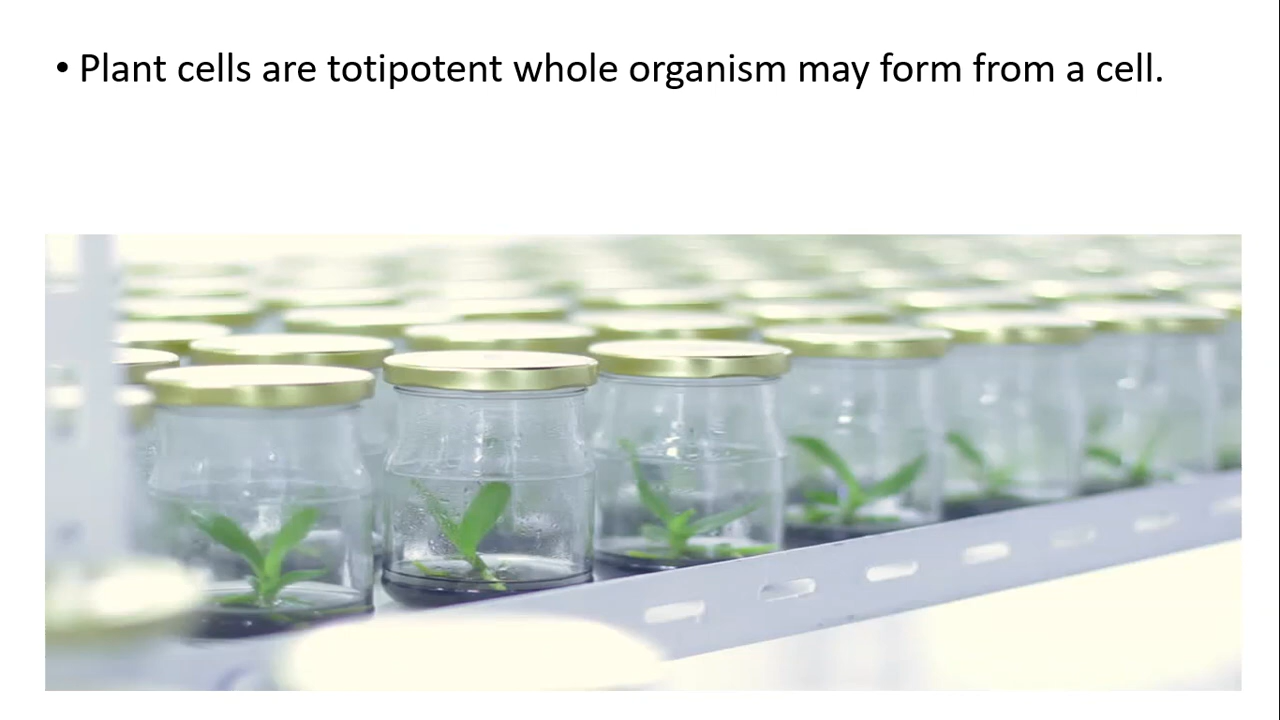 • Plant cells are totipotent whole organism may form from a cell.